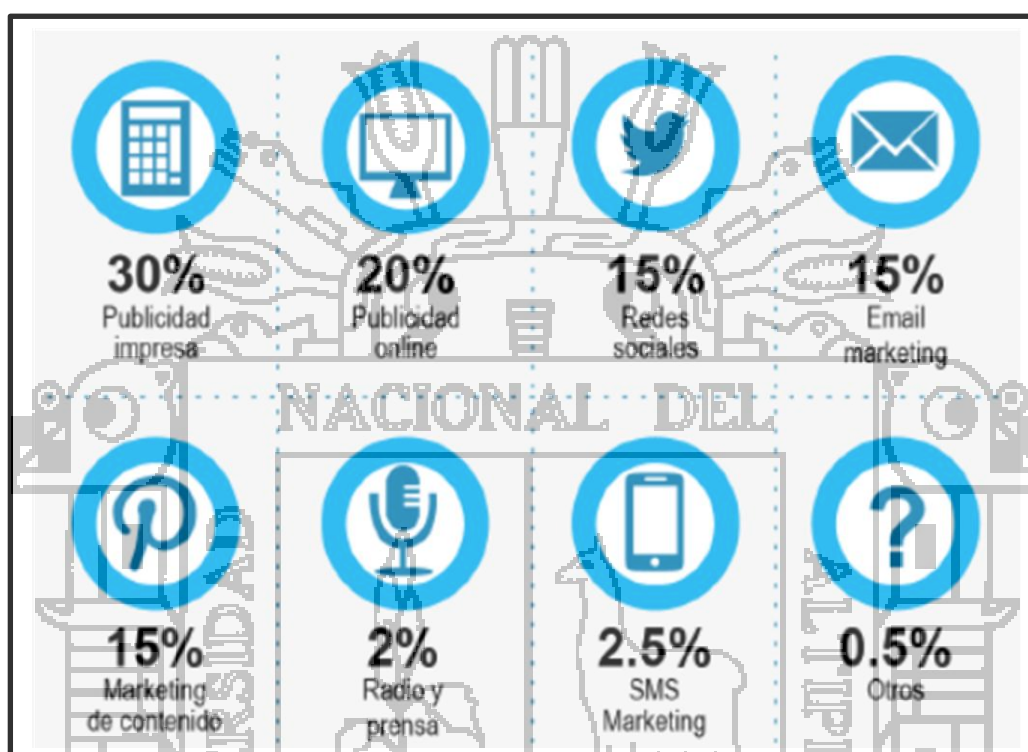 30%
Publicidad
impresa
20%
Publicidad
online
15%
Redes
sociales
15%
Email
marketing
NACIONAL DEL
15%
Marketing
de contenido
2%
Radio y
prensa
2.5%
SMS
Marketing
0.5%
Otros